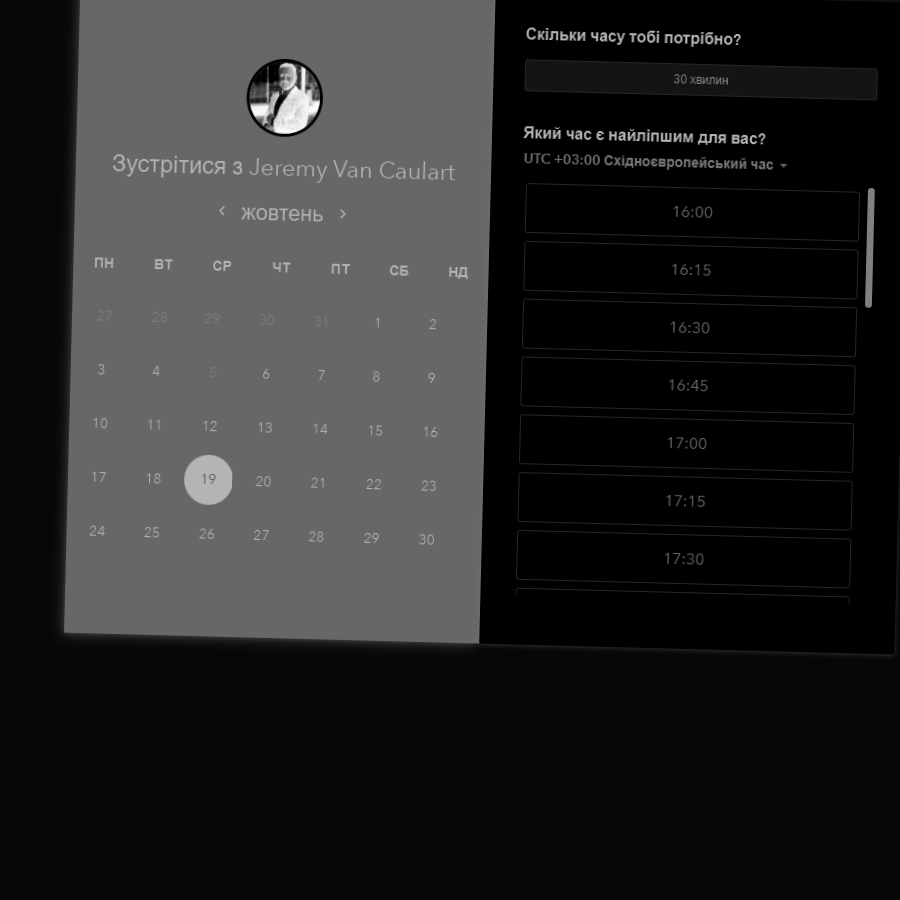 Зустрітися з Jeremy Van Caulart
жовтень
ПН ВТ СР ЧТ ПТ СБ НД
27 28 29 30 31 1 2
3 4 5 6 7 8 9
10 11 12 13 14 15 16
17 18 19 20 21 22 23
24 25 26 27 28 29 30
Скільки часу тобі потрібно?
30 хвилин
Який час є найліпшим для вас?
UTC +03:00 Східноєвропейський час
16:00
16:15
16:30
16:45
17:00
17:15
17:30